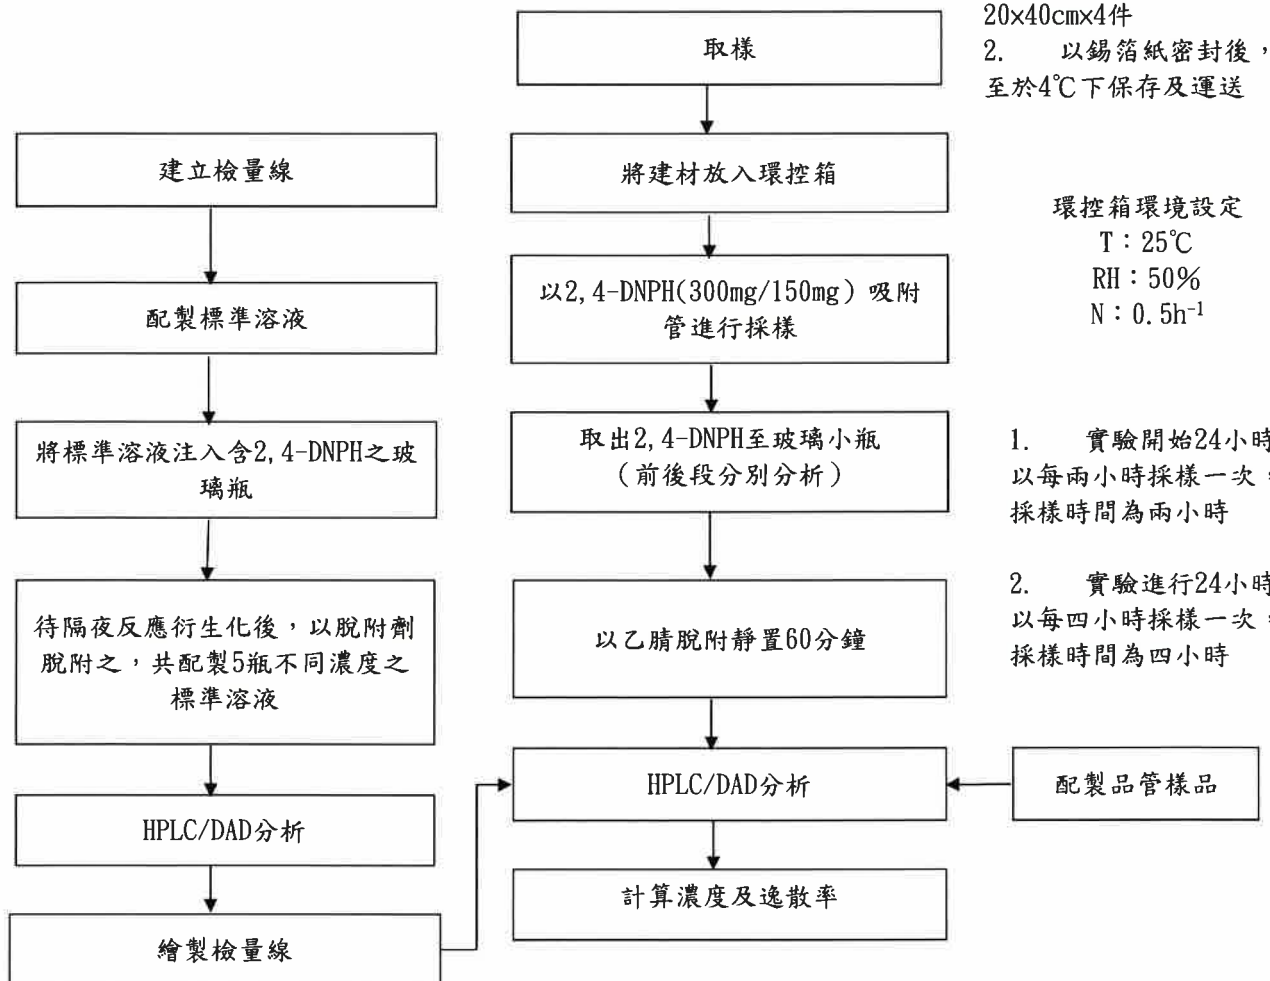 建立檢量線
配製標準溶液
將標準溶液注入含2,4-DNPH之玻
璃瓶
待隔夜反應衍生化後，以脫附劑
脫附之，共配製5瓶不同濃度之
標準溶液
HPLC/DAD分析
繪製檢量線
取樣
將建材放入環控箱
以2,4-DNPH(300mg/150mg) 吸附
管進行採樣
取出2,4-DNPH至玻璃小瓶
(前後段分別分析)
以乙腈脫附靜置60分鐘
HPLC/DAD分析
計算濃度及逸散率
20×40cm×4件
2. 以錫箔紙密封後，
至於4℃下保存及運送
環控箱環境設定
T：25℃
RH：50%
N：0.5h⁻¹
1. 實驗開始24小時
以每兩小時採樣一次，
採樣時間為兩小時
2. 實驗進行24小時
以每四小時採樣一次，
採樣時間為四小時
配製品管樣品